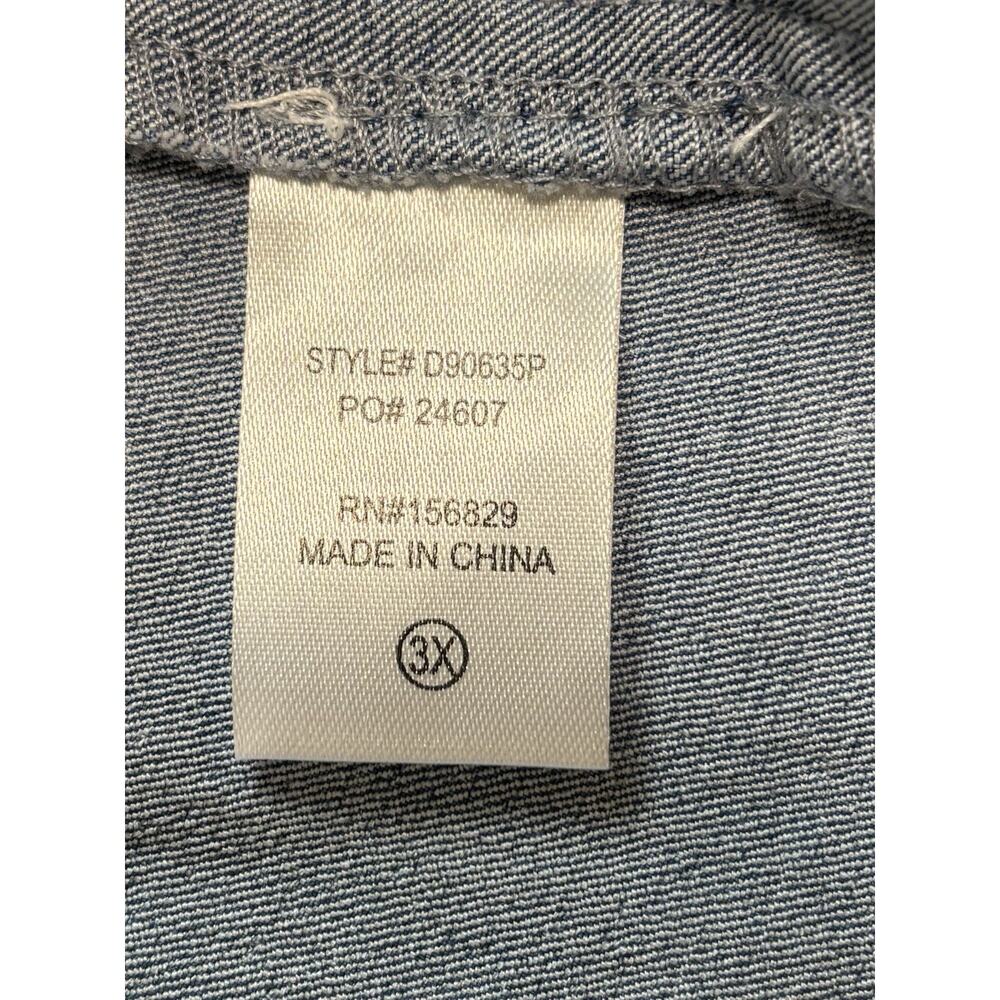 STYLE# D90635P
PO# 24607
RN#156829
MADE IN CHINA
3X